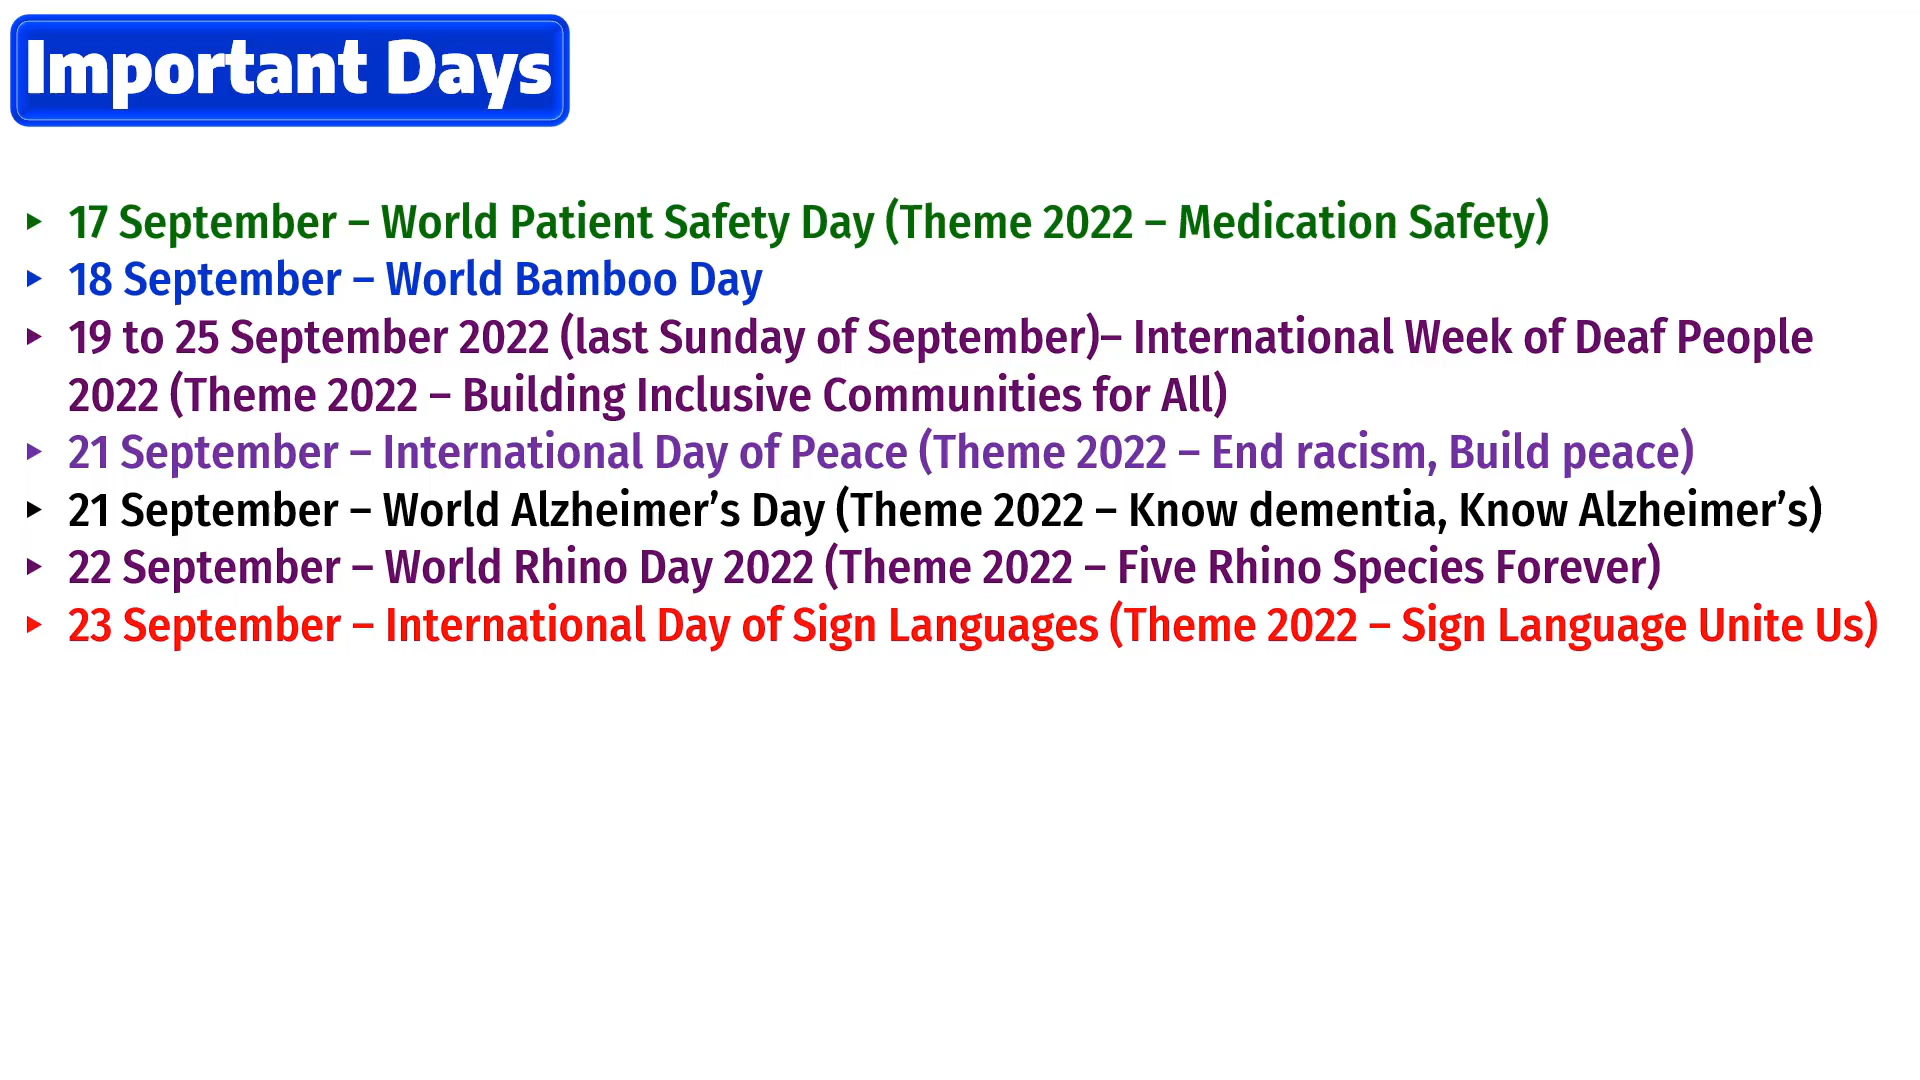 Important Days
‣ 17 September – World Patient Safety Day (Theme 2022 – Medication Safety)
‣ 18 September – World Bamboo Day
‣ 19 to 25 September 2022 (last Sunday of September)– International Week of Deaf People
2022 (Theme 2022 – Building Inclusive Communities for All)
‣ 21 September – International Day of Peace (Theme 2022 – End racism, Build peace)
‣ 21 September – World Alzheimer’s Day (Theme 2022 – Know dementia, Know Alzheimer’s)
‣ 22 September – World Rhino Day 2022 (Theme 2022 – Five Rhino Species Forever)
‣ 23 September – International Day of Sign Languages (Theme 2022 – Sign Language Unite Us)